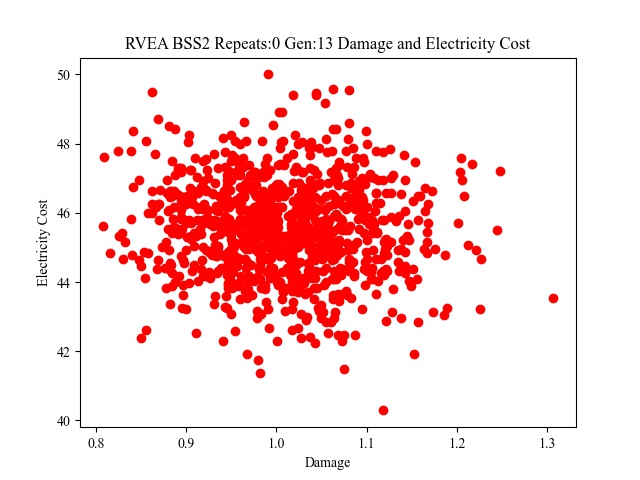 RVEA BSS2 Repeats:0 Gen:13 Damage and Electricity Cost
50
48
46
44
42
40
Electricity Cost
0.8 0.9 1.0 1.1 1.2 1.3
Damage